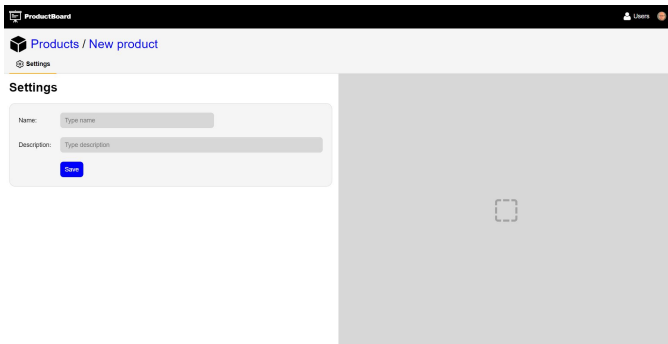 ProductBoard
Users
Products / New product
Settings
Settings
Name:
Type name
Description:
Type description
Save